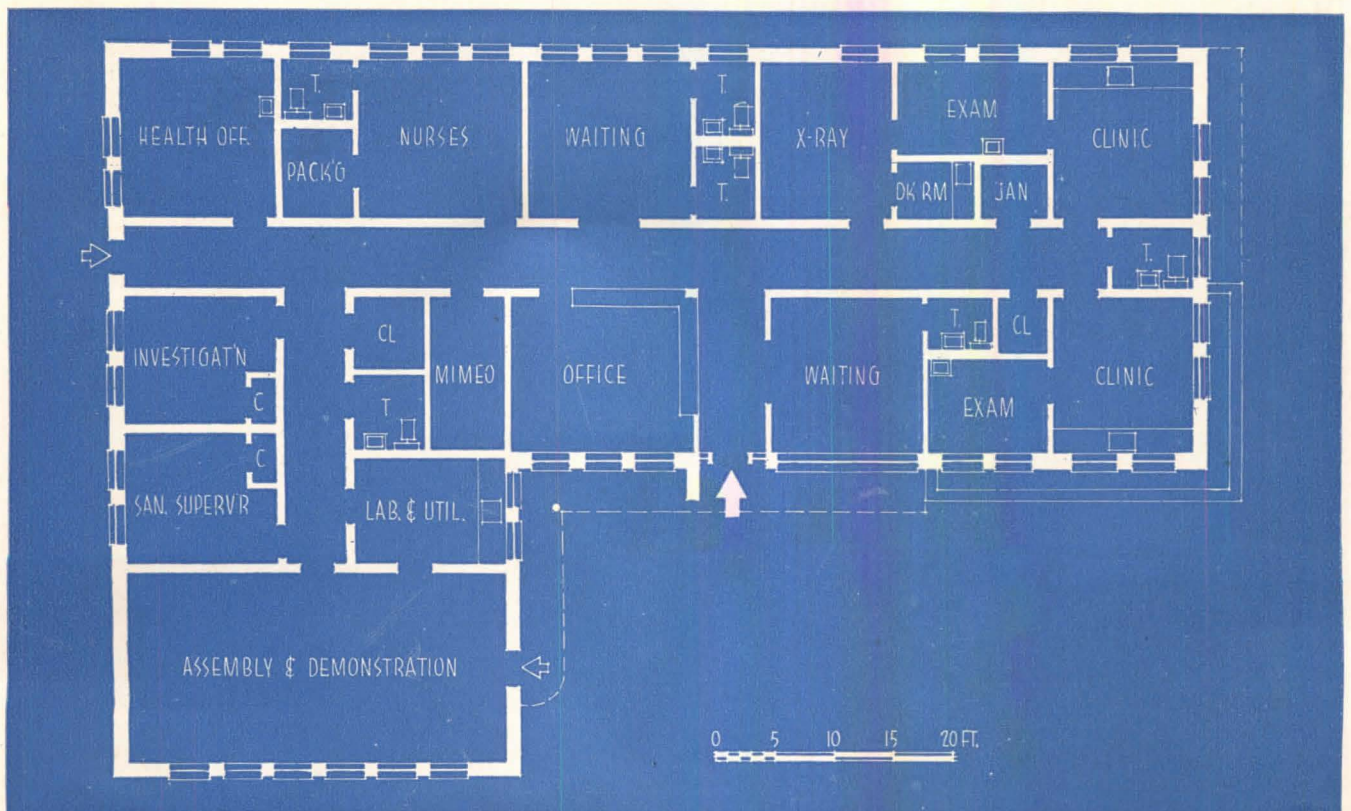 T.
HEALTH OFF.
NURSES
WAITING
T.
X-RAY
EXAM
CLINIC
PACK'G
T.
DK RM
JAN
T.
INVESTIGAT'N
CL
MIMEO
OFFICE
WAITING
T.
CL
CLINIC
C
T
EXAM
C
SAN. SUPERV'R
LAB. & UTIL.
ASSEMBLY & DEMONSTRATION
0 5 10 15 20 FT.